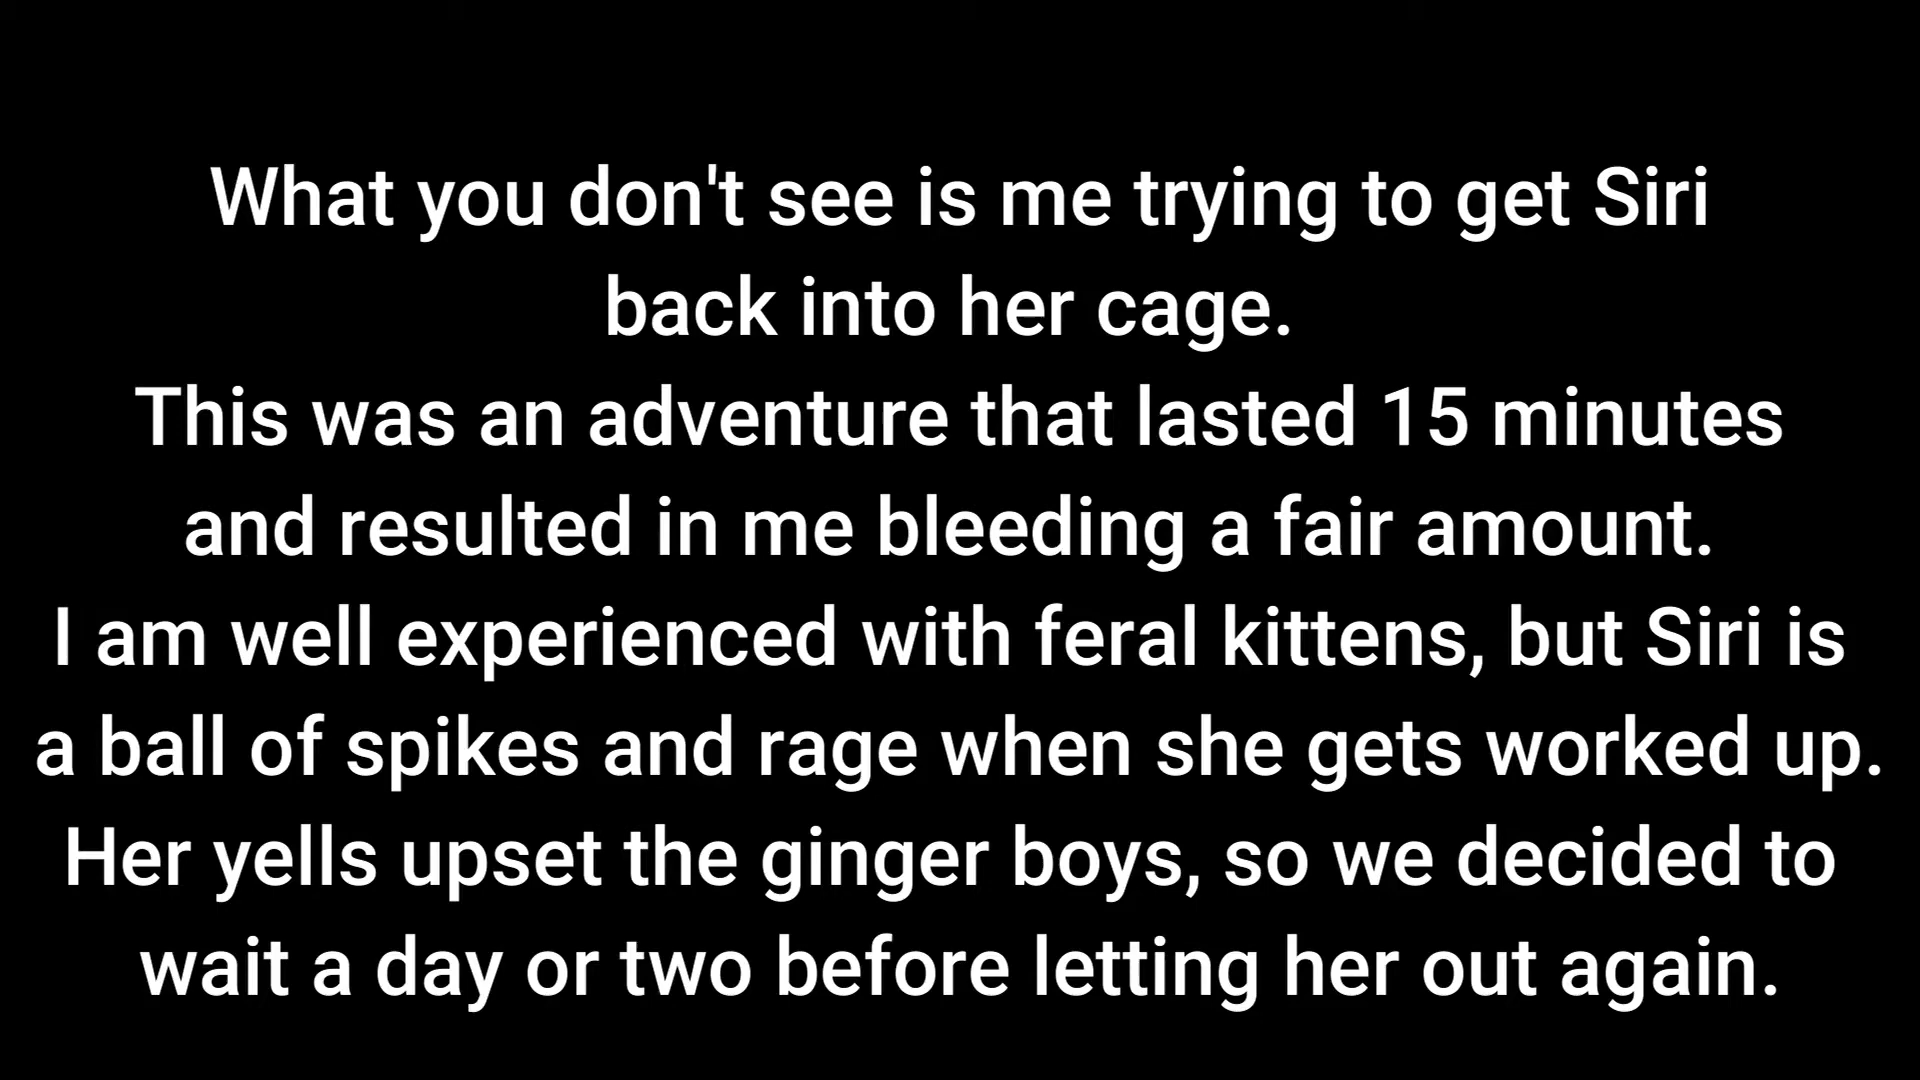 What you don't see is me trying to get Siri
back into her cage.
This was an adventure that lasted 15 minutes
and resulted in me bleeding a fair amount.
I am well experienced with feral kittens, but Siri is
a ball of spikes and rage when she gets worked up.
Her yells upset the ginger boys, so we decided to
wait a day or two before letting her out again.